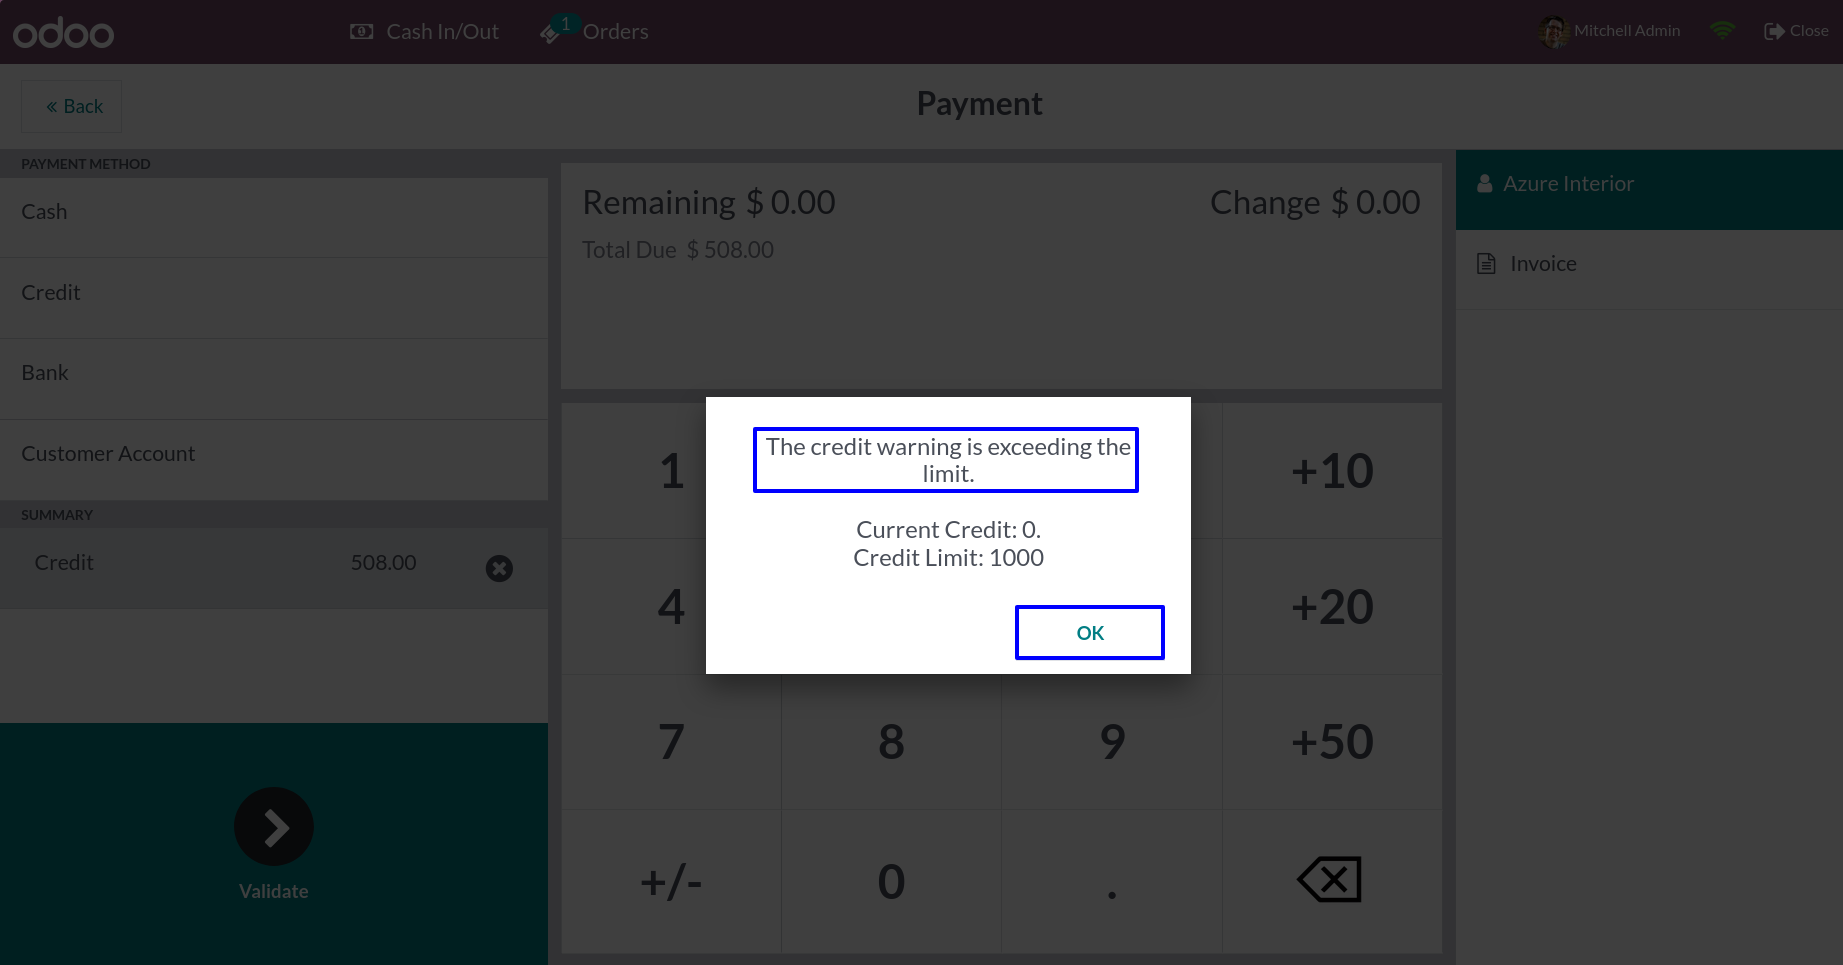 odoo
Cash In/Out
1
Orders
Mitchell Admin
Close
« Back
Payment
PAYMENT METHOD
Cash
Credit
Bank
Customer Account
SUMMARY
Credit 508.00
Validate
Remaining $ 0.00
Change $ 0.00
Total Due $ 508.00
1
+10
4
+20
7 8 9 +50
+/- 0 .
The credit warning is exceeding the
limit.
Current Credit: 0.
Credit Limit: 1000
OK
Azure Interior
Invoice